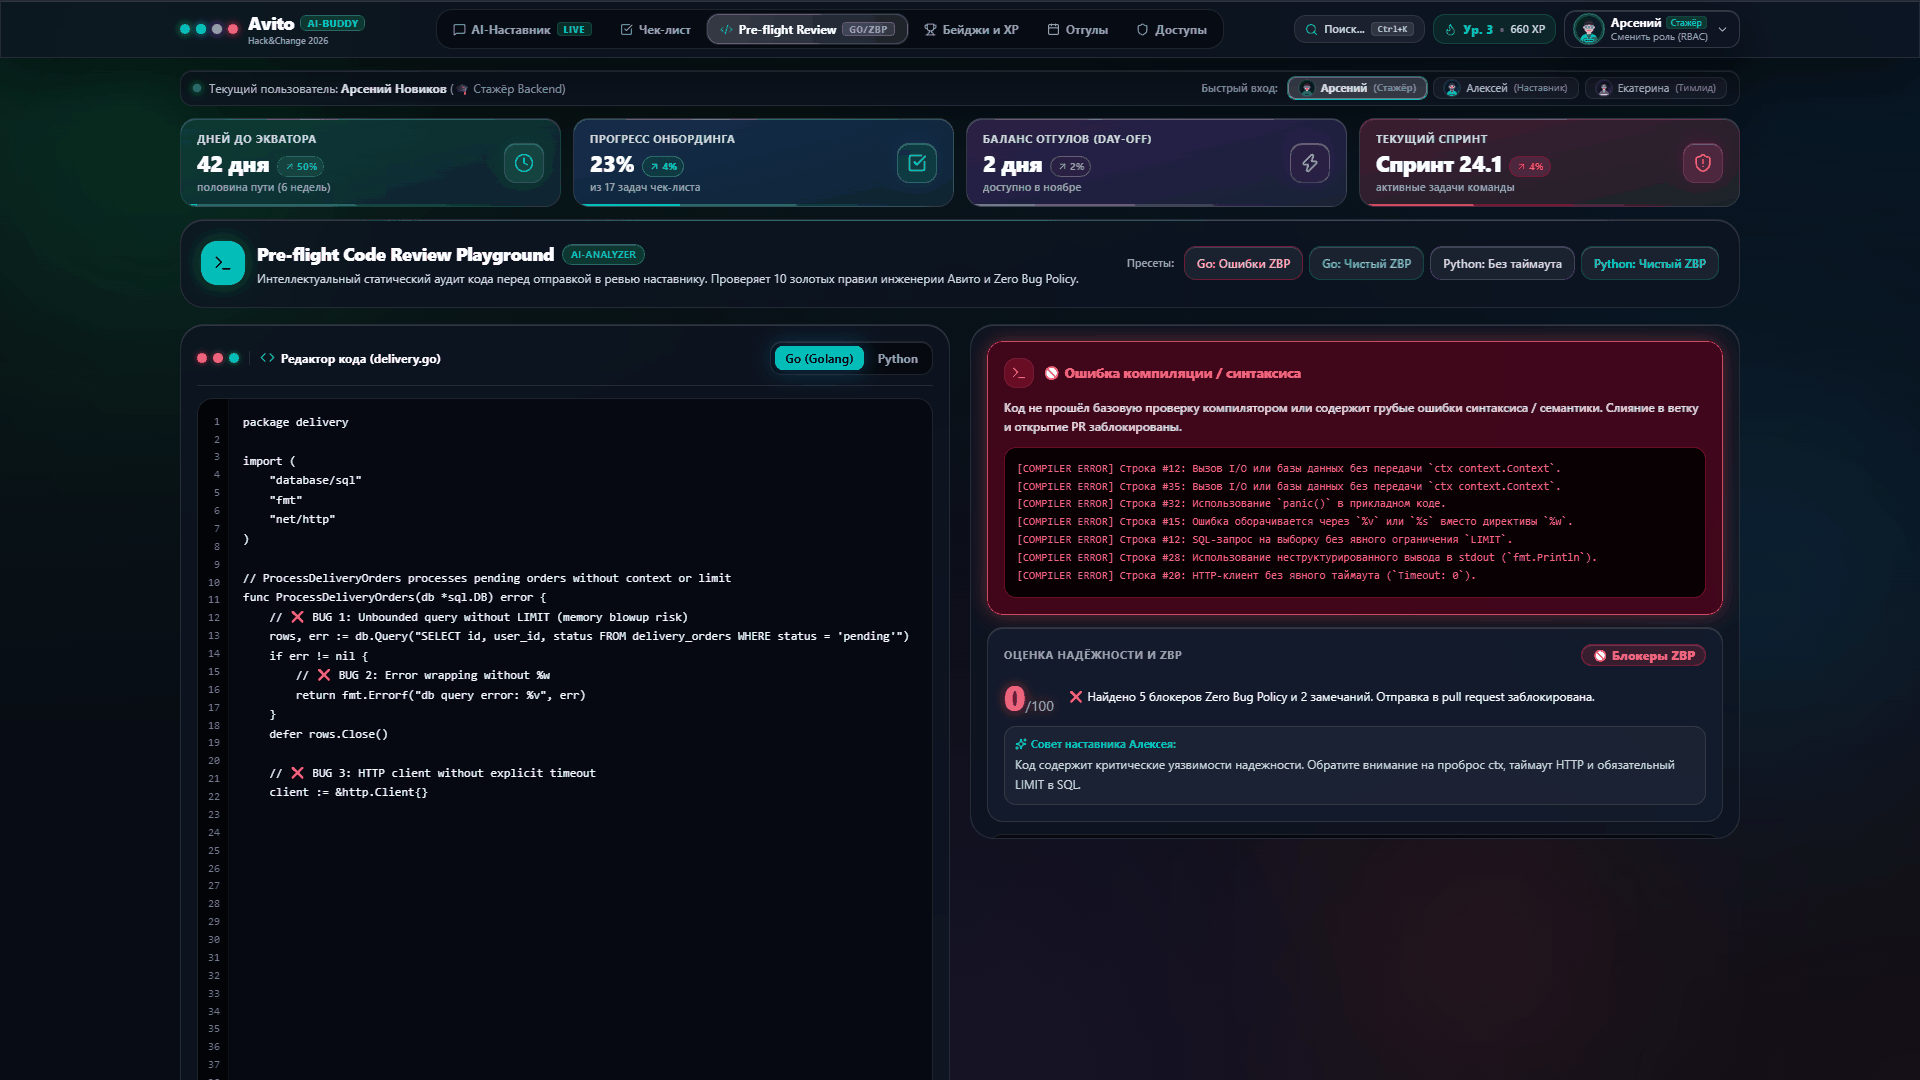 Avito AI-BUDDY
Hack&Change 2026
AI-Наставник LIVE
Чек-лист
Pre-flight Review GO/ZBP
Бейджи и XP
Отгулы
Доступы
Поиск... Ctrl+K
Ур. 3 • 660 XP
Арсений Стажёр
Сменить роль (RBAC)
Текущий пользователь: Арсений Новиков ( Стажёр Backend)
Быстрый вход:
Арсений (Стажёр)
Алексей (Наставник)
Екатерина (Тимлид)
ДНЕЙ ДО ЭКВАТОРА
42 дня 50%
половина пути (6 недель)
ПРОГРЕСС ОНБОРДИНГА
23% 4%
из 17 задач чек-листа
БАЛАНС ОТГУЛОВ (DAY-OFF)
2 дня 2%
доступно в ноябре
ТЕКУЩИЙ СПРИНТ
Спринт 24.1 4%
активные задачи команды
Pre-flight Code Review Playground AI-ANALYZER
Интеллектуальный статический аудит кода перед отправкой в ревью наставнику. Проверяет 10 золотых правил инженерии Авито и Zero Bug Policy.
Пресеты:
Go: Ошибки ZBP
Go: Чистый ZBP
Python: Без таймаута
Python: Чистый ZBP
Редактор кода (delivery.go)
Go (Golang)
Python
1
2
3
4
5
6
7
8
9
10
11
12
13
14
15
16
17
18
19
20
21
22
23
24
25
26
27
28
29
30
31
32
33
34
35
36
37
package delivery
import (
"database/sql"
"fmt"
"net/http"
)
// ProcessDeliveryOrders processes pending orders without context or limit
func ProcessDeliveryOrders(db *sql.DB) error {
// ❌ BUG 1: Unbounded query without LIMIT (memory blowup risk)
rows, err := db.Query("SELECT id, user_id, status FROM delivery_orders WHERE status = 'pending'")
if err != nil {
// ❌ BUG 2: Error wrapping without %w
return fmt.Errorf("db query error: %v", err)
}
defer rows.Close()
// ❌ BUG 3: HTTP client without explicit timeout
client := &http.Client{}
🚫 Ошибка компиляции / синтаксиса
Код не прошёл базовую проверку компилятором или содержит грубые ошибки синтаксиса / семантики. Слияние в ветку
и открытие PR заблокированы.
[COMPILER ERROR] Строка #12: Вызов I/O или базы данных без передачи `ctx context.Context`.
[COMPILER ERROR] Строка #35: Вызов I/O или базы данных без передачи `ctx context.Context`.
[COMPILER ERROR] Строка #32: Использование `panic()` в прикладном коде.
[COMPILER ERROR] Строка #15: Ошибка оборачивается через `%v` или `%s` вместо директивы `%w`.
[COMPILER ERROR] Строка #12: SQL-запрос на выборку без явного ограничения `LIMIT`.
[COMPILER ERROR] Строка #28: Использование неструктурированного вывода в stdout (`fmt.Println`).
[COMPILER ERROR] Строка #20: HTTP-клиент без явного таймаута (`Timeout: 0`).
ОЦЕНКА НАДЁЖНОСТИ И ZBP
🚫 Блокеры ZBP
0/100
❌ Найдено 5 блокеров Zero Bug Policy и 2 замечаний. Отправка в pull request заблокирована.
Совет наставника Алексея:
Код содержит критические уязвимости надежности. Обратите внимание на проброс ctx, таймаут HTTP и обязательный
LIMIT в SQL.